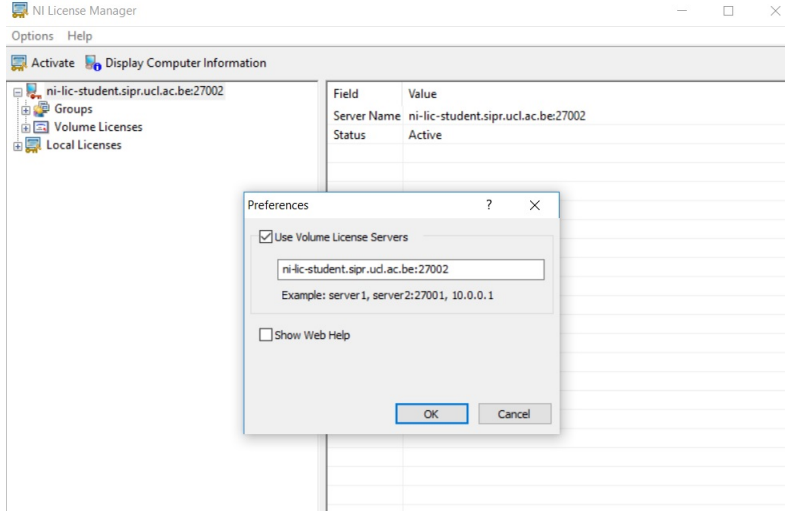 NI License Manager
Options Help
Activate Display Computer Information
ni-lic-student.sipr.ucl.ac.be:27002
Groups
Volume Licenses
Local Licenses
Field Value
Server Name ni-lic-student.sipr.ucl.ac.be:27002
Status Active
Preferences ?
Use Volume License Servers
ni-lic-student.sipr.ucl.ac.be:27002
Example: server1, server2:27001, 10.0.0.1
Show Web Help
OK Cancel